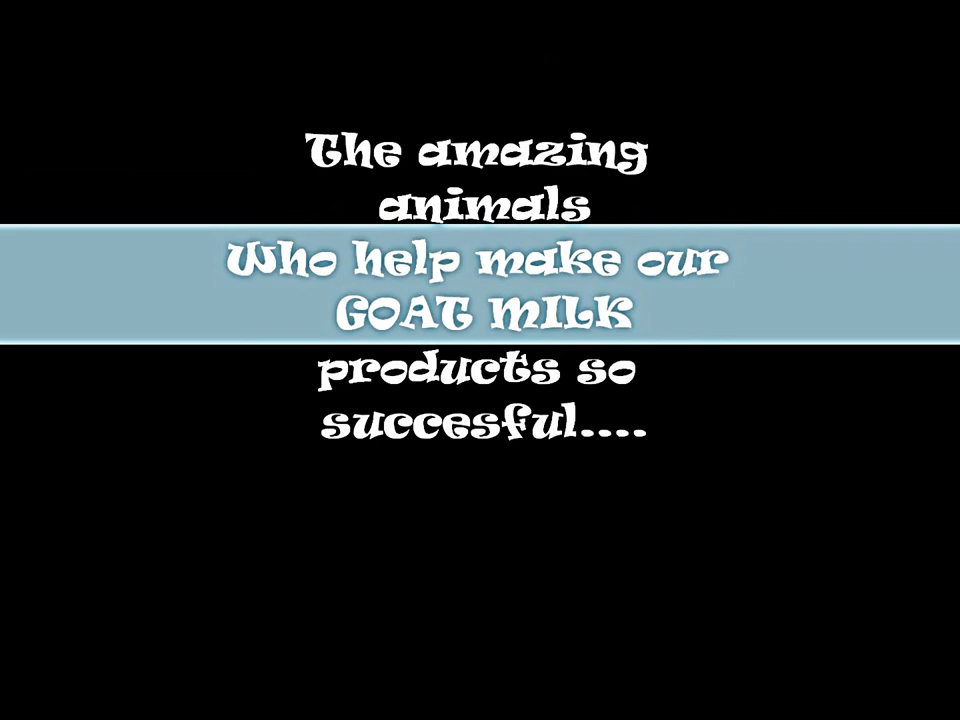 The amazing
animals
Who help make our
GOAT MILK
products so
succesful....